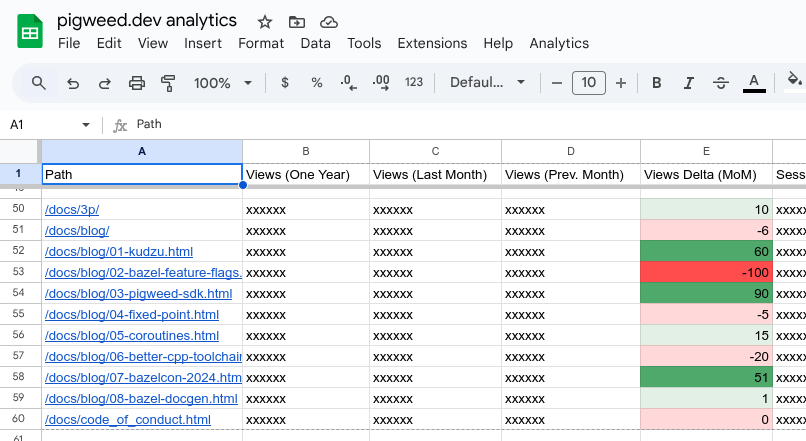 pigweed.dev analytics
File Edit View Insert Format Data Tools Extensions Help Analytics
100% $ % .0 .00 123 Defaul... 10 B I S A
A1 fx Path
A B C D E
1 Path Views (One Year) Views (Last Month) Views (Prev. Month) Views Delta (MoM) Sess
50 /docs/3p/ xxxxxx xxxxxx xxxxxx 10 xxxx
51 /docs/blog/ xxxxxx xxxxxx xxxxxx -6 xxxx
52 /docs/blog/01-kudzu.html xxxxxx xxxxxx xxxxxx 60 xxxx
53 /docs/blog/02-bazel-feature-flags. xxxxxx xxxxxx xxxxxx -100 xxxx
54 /docs/blog/03-pigweed-sdk.html xxxxxx xxxxxx xxxxxx 90 xxxx
55 /docs/blog/04-fixed-point.html xxxxxx xxxxxx xxxxxx -5 xxxx
56 /docs/blog/05-coroutines.html xxxxxx xxxxxx xxxxxx 15 xxxx
57 /docs/blog/06-better-cpp-toolchair xxxxxx xxxxxx xxxxxx -20 xxxx
58 /docs/blog/07-bazelcon-2024.htm xxxxxx xxxxxx xxxxxx 51 xxxx
59 /docs/blog/08-bazel-docgen.html xxxxxx xxxxxx xxxxxx 1 xxxx
60 /docs/code_of_conduct.html xxxxxx xxxxxx xxxxxx 0 xxxx